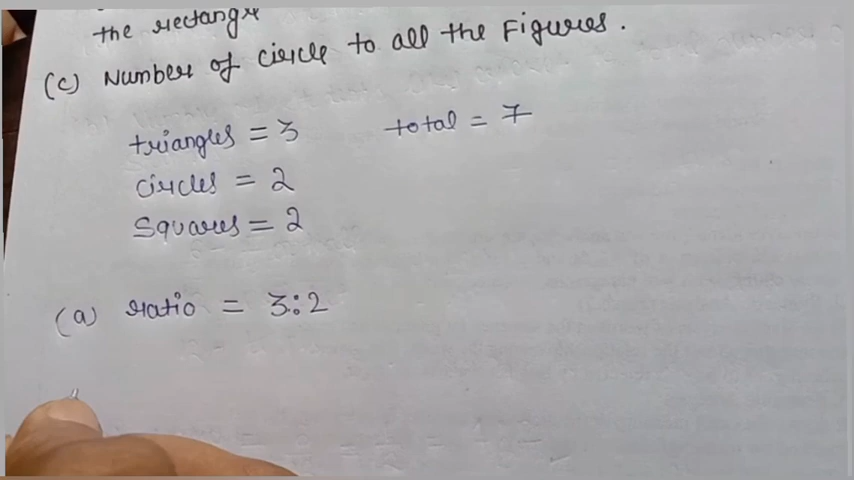 the rectangle
(c) Number of circle to all the Figures.
triangles = 3 total = 7
circles = 2
Squares = 2
(a) ratio = 3:2